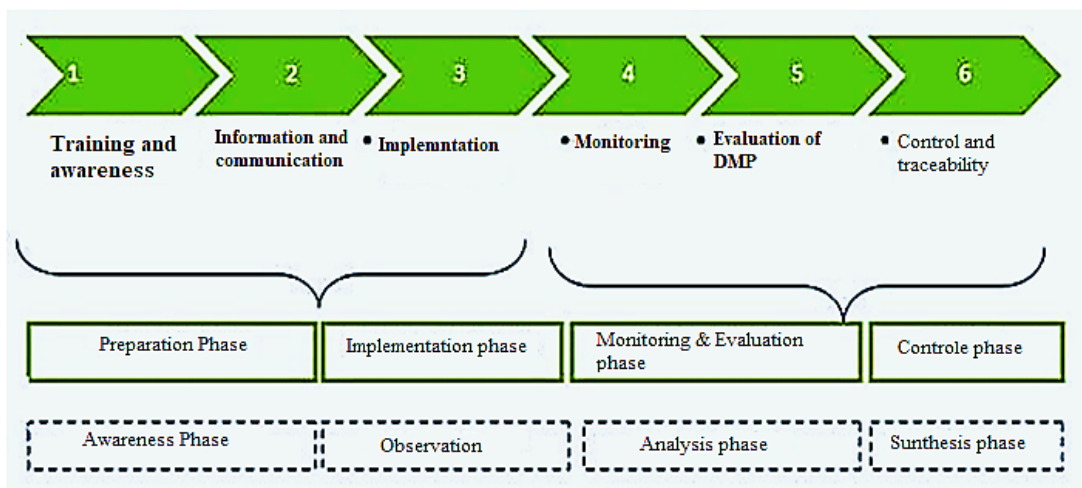 1
2
3
4
5
6
Training and
awareness
Information and
communication
• Implemntation
• Monitoring
• Evaluation of
DMP
• Control and
traceability
Preparation Phase
Implementation phase
Monitoring & Evaluation
phase
Controle phase
Awareness Phase
Observation
Analysis phase
Sunthesis phase